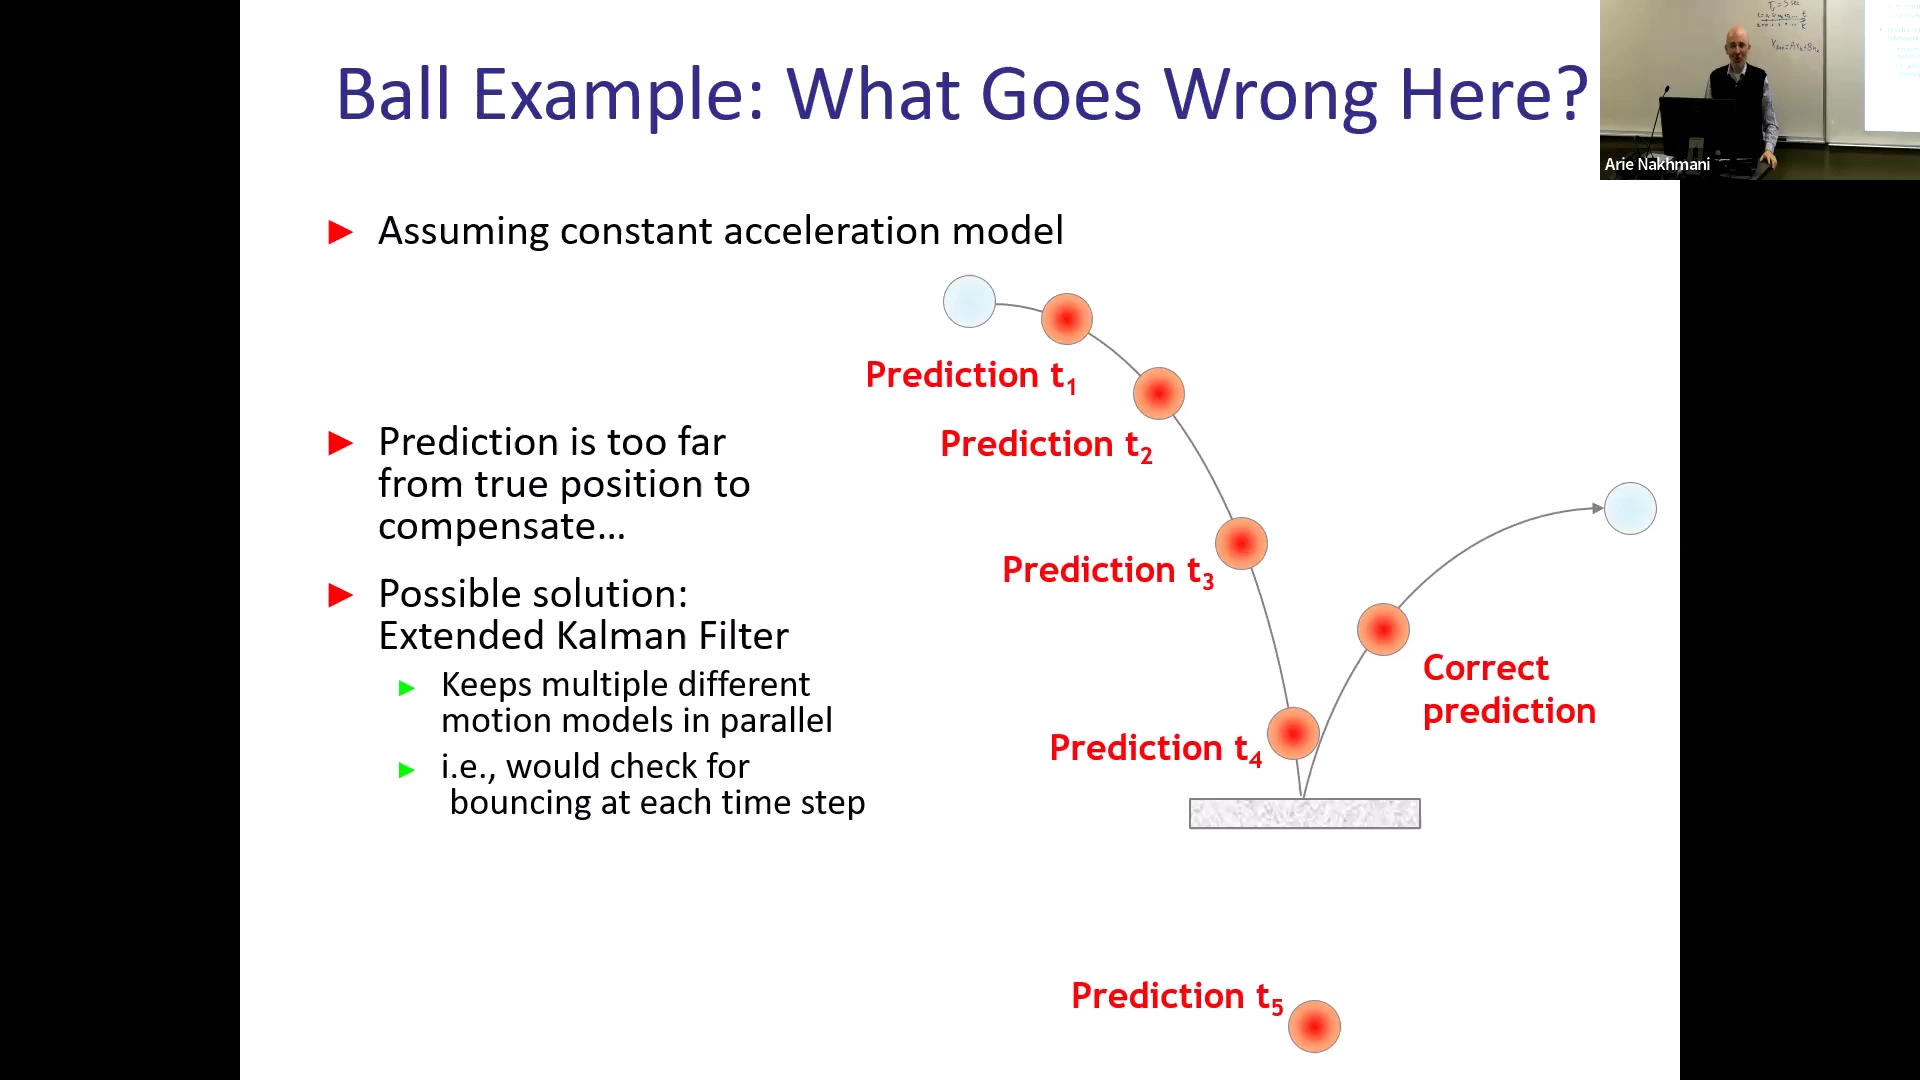 Ball Example: What Goes Wrong Here?
Arie Nakhmani
► Assuming constant acceleration model
Prediction t₁
Prediction t₂
► Prediction is too far
from true position to
compensate...
Prediction t₃
► Possible solution:
Extended Kalman Filter
► Keeps multiple different
motion models in parallel
► i.e., would check for
bouncing at each time step
Correct
prediction
Prediction t₄
Prediction t₅